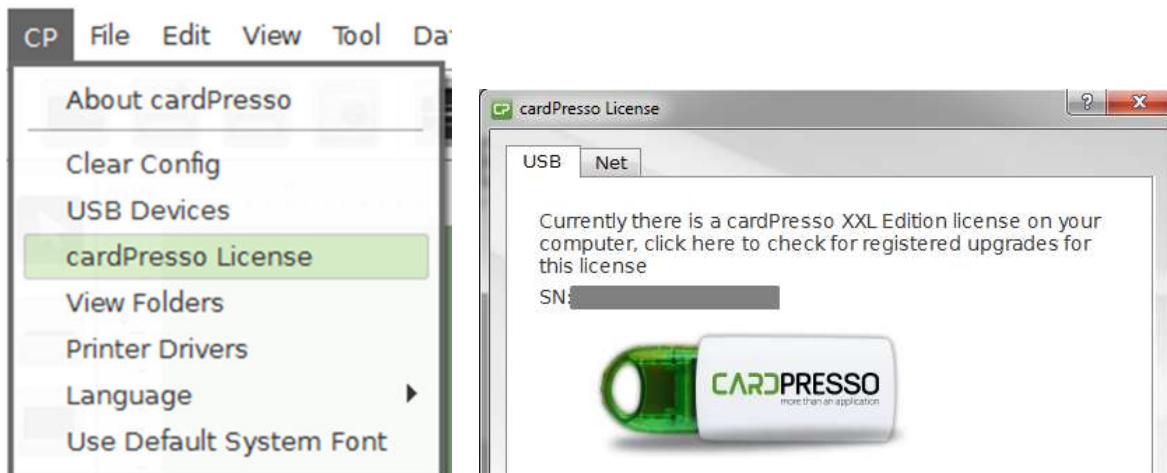 CP File Edit View Tool Da
About cardPresso
Clear Config
USB Devices
cardPresso License
View Folders
Printer Drivers
Language
Use Default System Font
CP cardPresso License ? X
USB Net
Currently there is a cardPresso XXL Edition license on your
computer, click here to check for registered upgrades for
this license
SN:
CARDPRESSO
more than an application